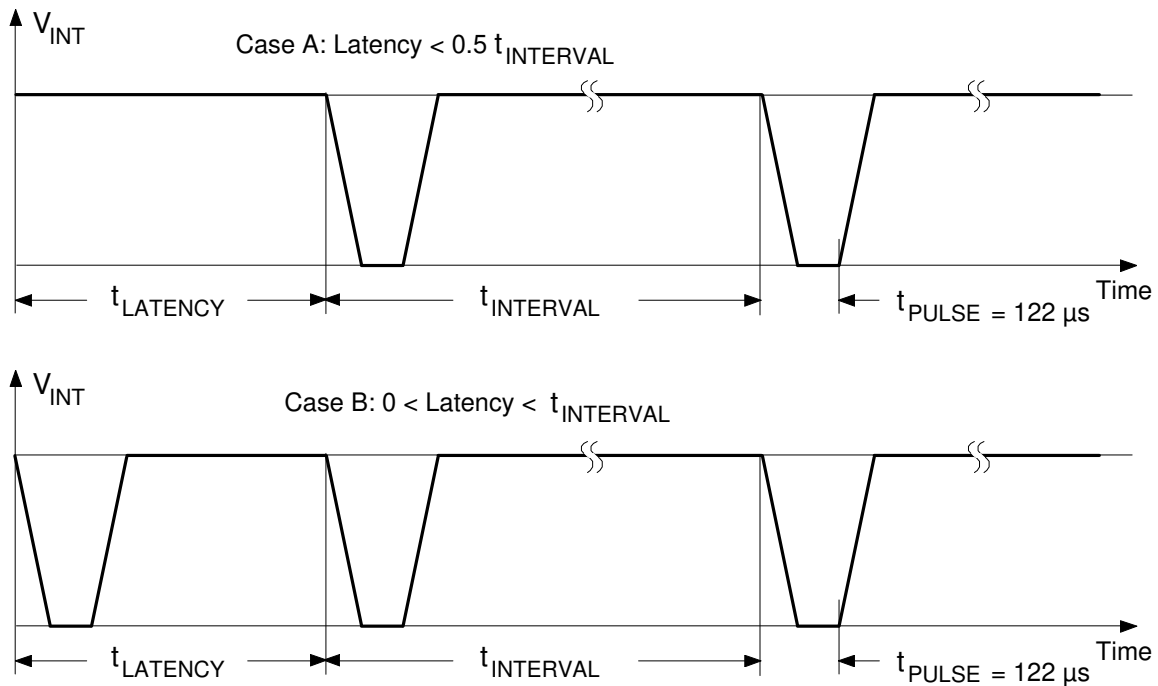 V_INT
Case A: Latency < 0.5 t_INTERVAL
t_LATENCY
t_INTERVAL
t_PULSE = 122 µs
Time
V_INT
Case B: 0 < Latency < t_INTERVAL
t_LATENCY
t_INTERVAL
t_PULSE = 122 µs
Time